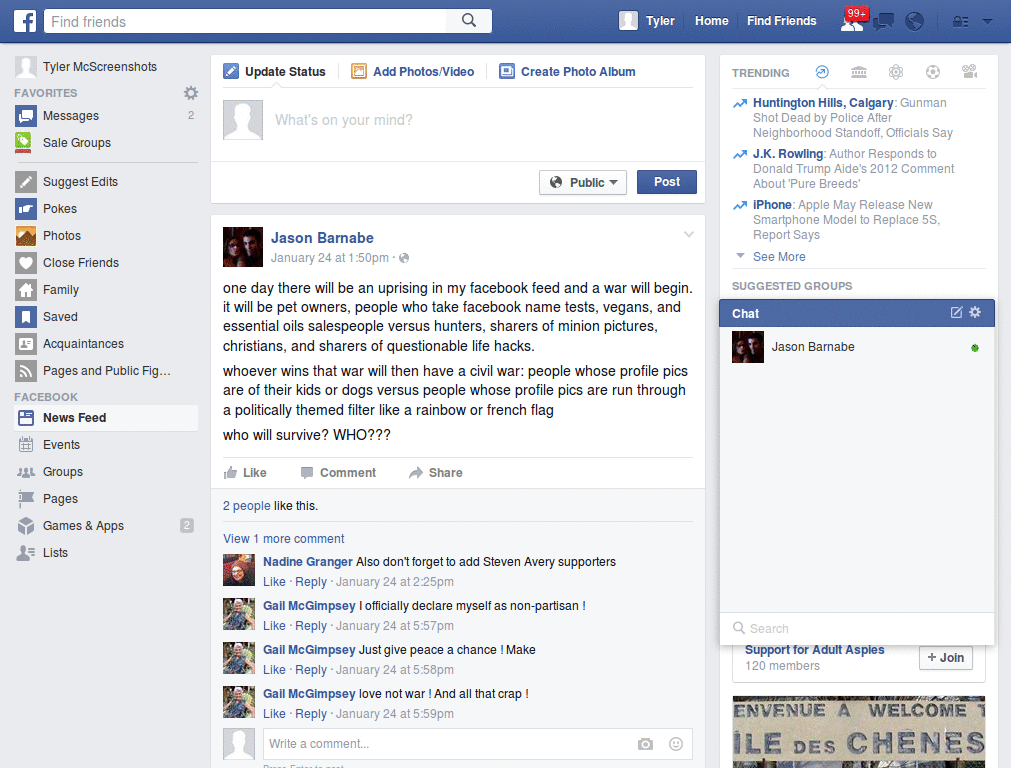 Find friends
Tyler
Home
Find Friends
99+
Tyler McScreenshots
FAVORITES
Messages
2
Sale Groups
Suggest Edits
Pokes
Photos
Close Friends
Family
Saved
Acquaintances
Pages and Public Fig...
FACEBOOK
News Feed
Events
Groups
Pages
Games & Apps
2
Lists
Update Status
Add Photos/Video
Create Photo Album
What's on your mind?
Public
Post
Jason Barnabe
January 24 at 1:50pm ·
one day there will be an uprising in my facebook feed and a war will begin.
it will be pet owners, people who take facebook name tests, vegans, and
essential oils salespeople versus hunters, sharers of minion pictures,
christians, and sharers of questionable life hacks.
whoever wins that war will then have a civil war: people whose profile pics
are of their kids or dogs versus people whose profile pics are run through
a politically themed filter like a rainbow or french flag
who will survive? WHO???
Like
Comment
Share
2 people like this.
View 1 more comment
Nadine Granger Also don't forget to add Steven Avery supporters
Like · Reply · January 24 at 2:25pm
Gail McGimpsey I officially declare myself as non-partisan !
Like · Reply · January 24 at 5:57pm
Gail McGimpsey Just give peace a chance ! Make
Like · Reply · January 24 at 5:58pm
Gail McGimpsey love not war ! And all that crap !
Like · Reply · January 24 at 5:59pm
Write a comment...
TRENDING
Huntington Hills, Calgary: Gunman
Shot Dead by Police After
Neighborhood Standoff, Officials Say
J.K. Rowling: Author Responds to
Donald Trump Aide's 2012 Comment
About 'Pure Breeds'
iPhone: Apple May Release New
Smartphone Model to Replace 5S,
Report Says
See More
SUGGESTED GROUPS
Chat
Jason Barnabe
Search
Support for Adult Aspies
120 members
+ Join
ENVENUE A WELCOME T
ÎLE DES CHÊNES